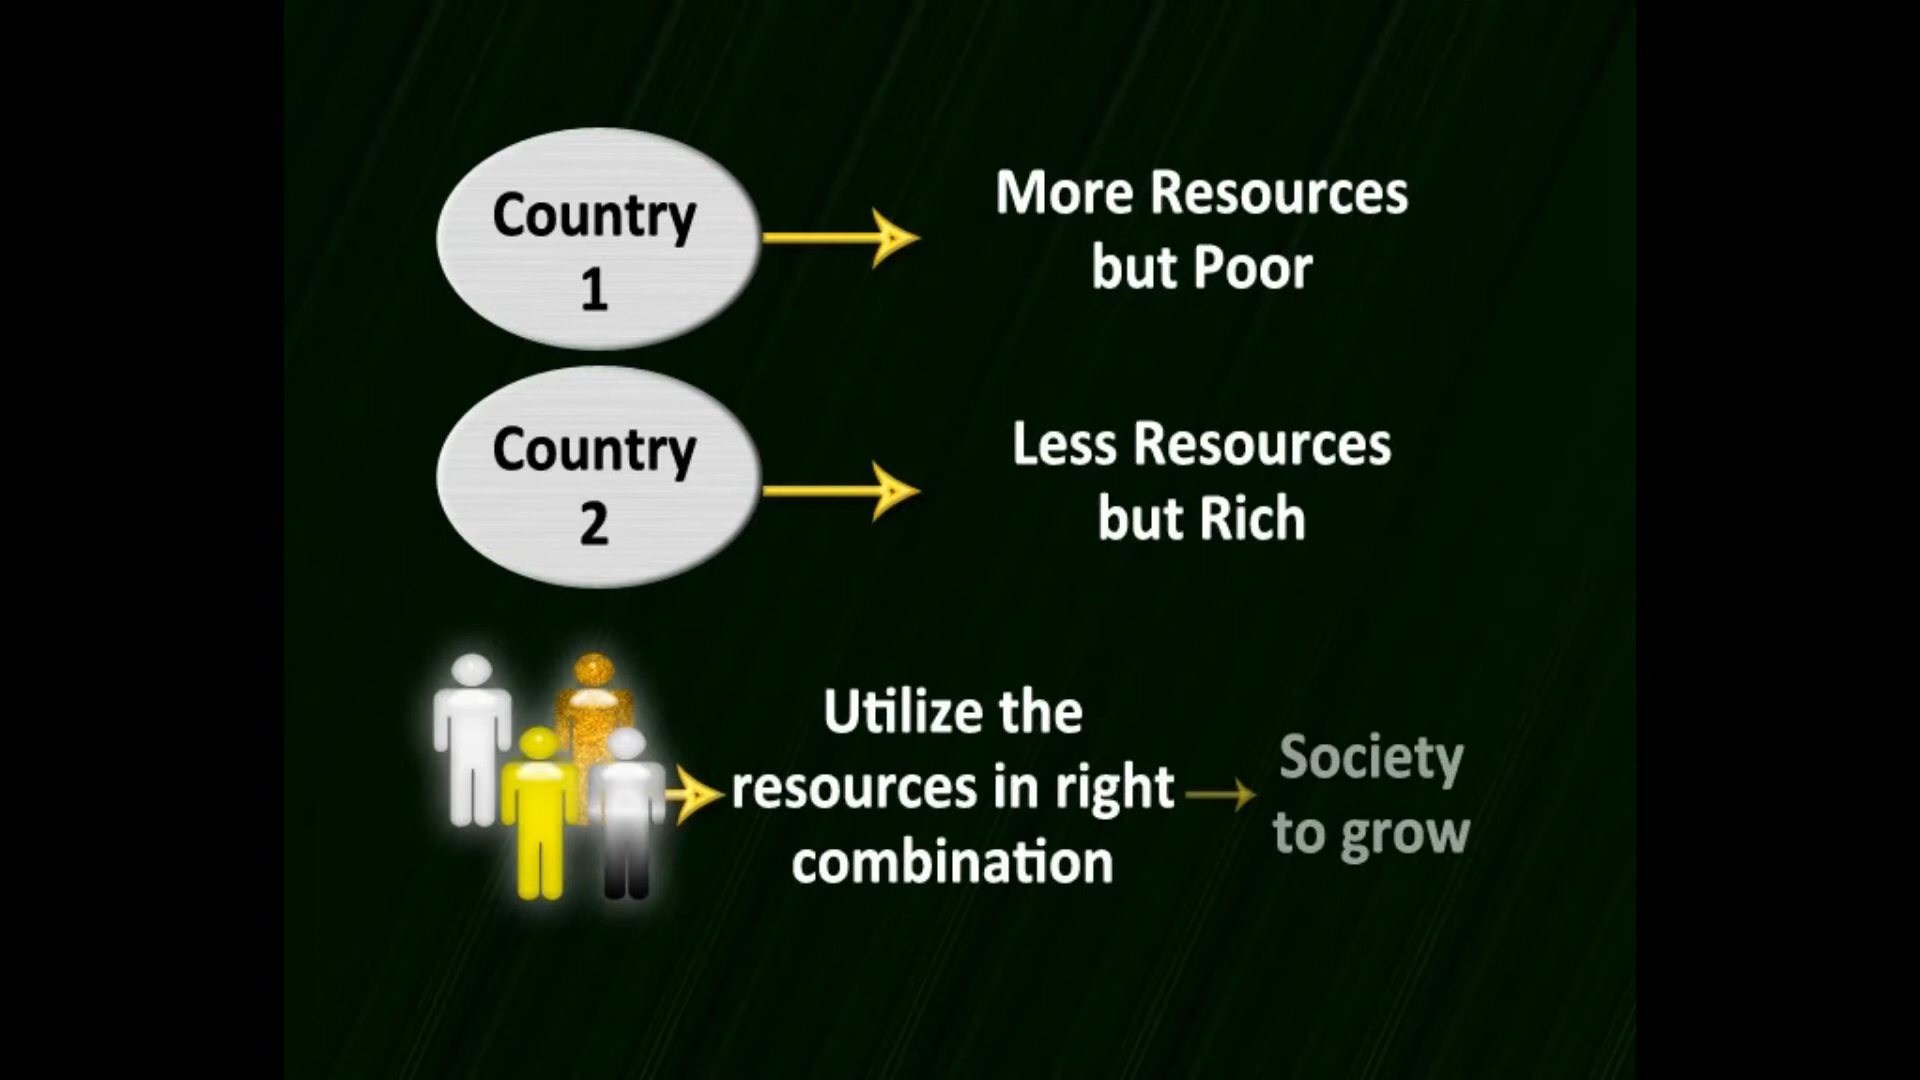 Country
1
More Resources
but Poor
Country
2
Less Resources
but Rich
Utilize the
resources in right
combination
Society
to grow